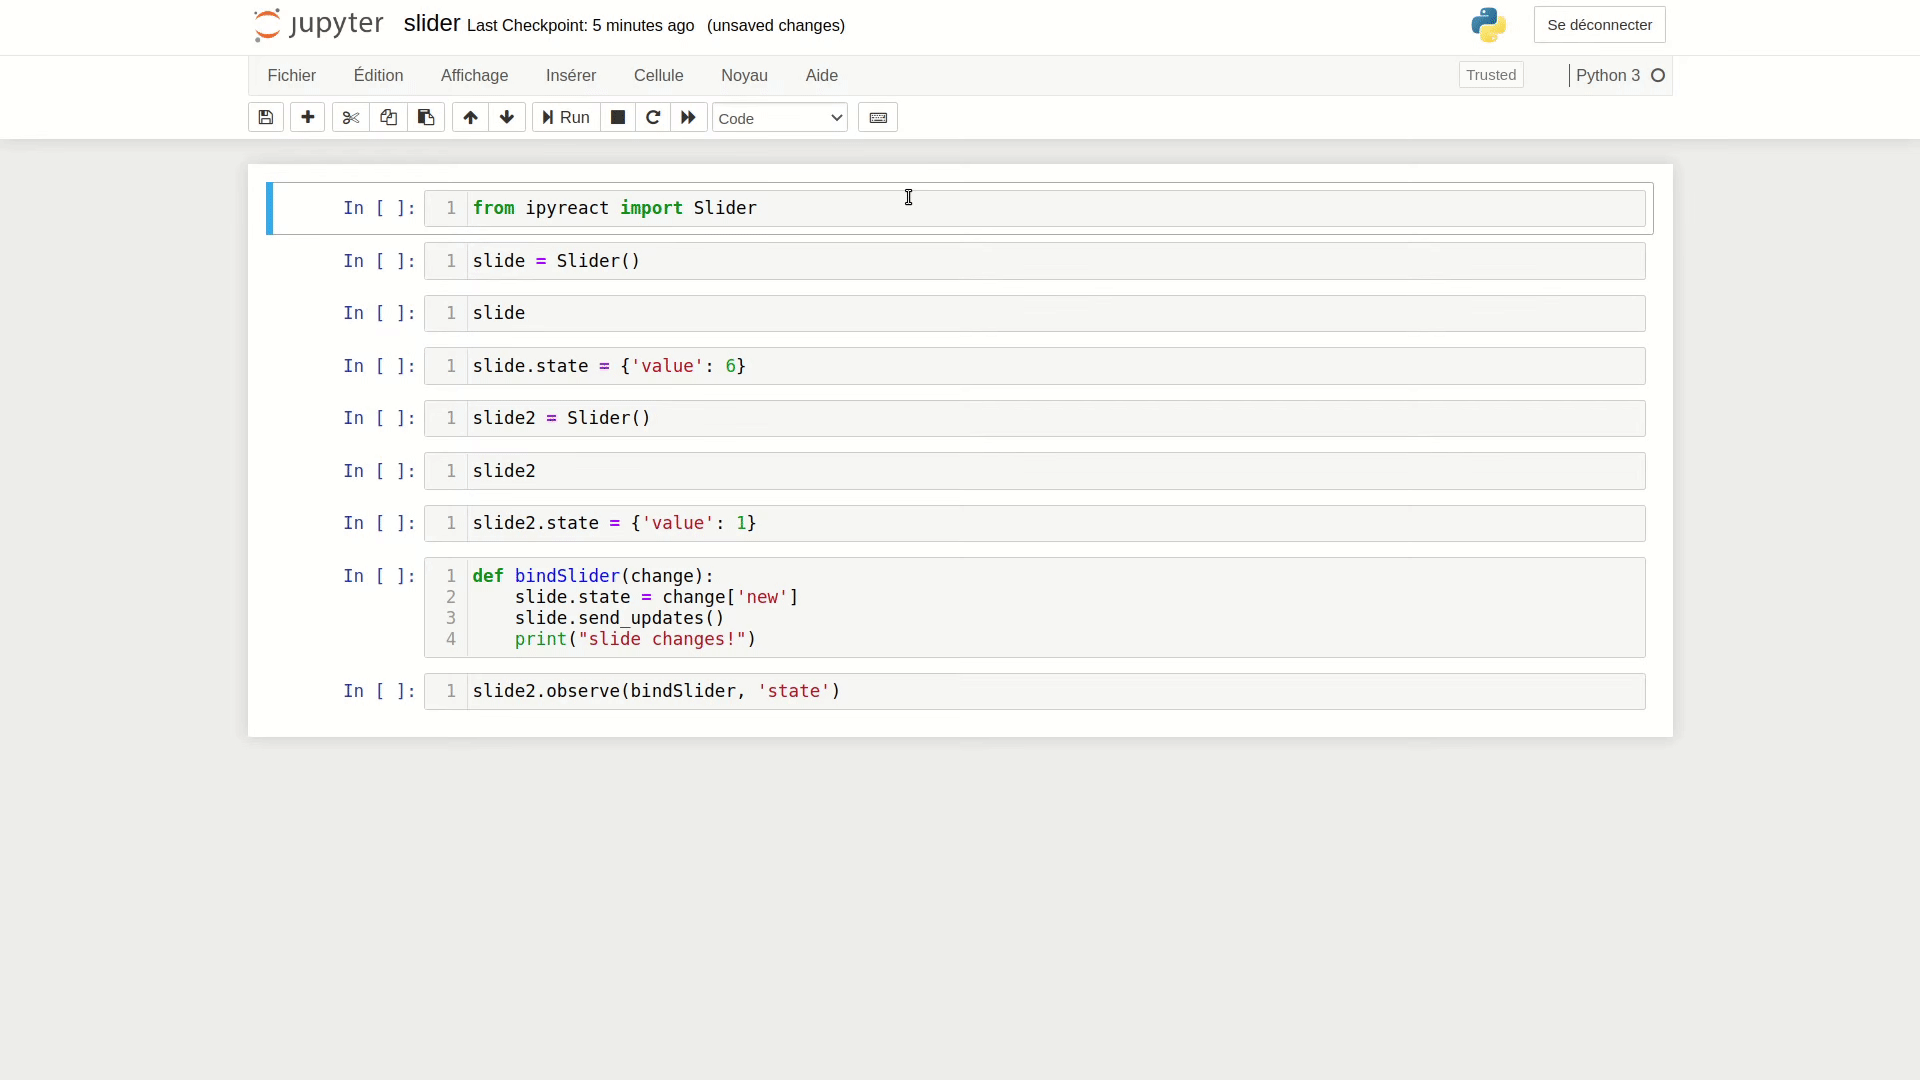 jupyter slider Last Checkpoint: 5 minutes ago (unsaved changes) Se déconnecter
Fichier Édition Affichage Insérer Cellule Noyau Aide Trusted Python 3
Run Code
In [ ]: 1 from ipyreact import Slider
In [ ]: 1 slide = Slider()
In [ ]: 1 slide
In [ ]: 1 slide.state = {'value': 6}
In [ ]: 1 slide2 = Slider()
In [ ]: 1 slide2
In [ ]: 1 slide2.state = {'value': 1}
In [ ]: 1 def bindSlider(change):
2     slide.state = change['new']
3     slide.send_updates()
4     print("slide changes!")
In [ ]: 1 slide2.observe(bindSlider, 'state')